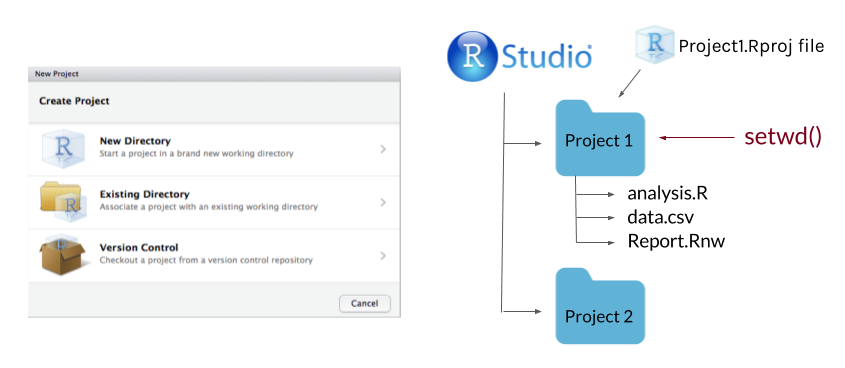 New Project
Create Project
New Directory
Start a project in a brand new working directory
Existing Directory
Associate a project with an existing working directory
Version Control
Checkout a project from a version control repository
Cancel
R Studio®
R Project1.Rproj file
Project 1
setwd()
analysis.R
data.csv
Report.Rnw
Project 2